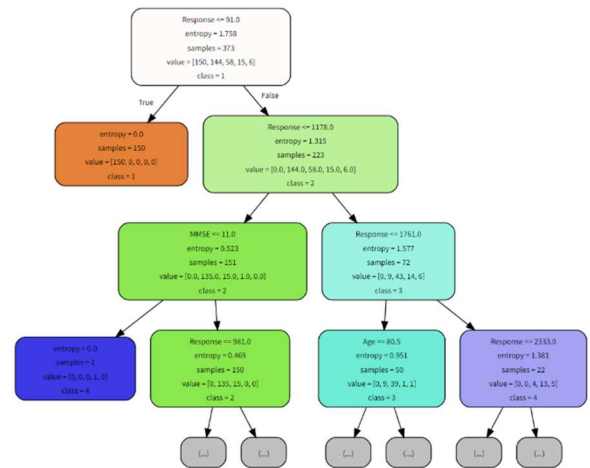 Response <= 91.0
entropy = 1.758
samples = 373
value = [150, 144, 58, 15, 6]
class = 1
True
False
entropy = 0.0
samples = 150
value = [150, 0, 0, 0, 0]
class = 1
Response <= 1178.0
entropy = 1.315
samples = 223
value = [0.0, 144.0, 58.0, 15.0, 6.0]
class = 2
MMSE <= 11.0
entropy = 0.523
samples = 151
value = [0.0, 135.0, 15.0, 1.0, 0.0]
class = 2
Response <= 1761.0
entropy = 1.577
samples = 72
value = [0, 9, 43, 14, 6]
class = 3
entropy = 0.0
samples = 1
value = [0, 0, 0, 1, 0]
class = 4
Response <= 981.0
entropy = 0.469
samples = 150
value = [0, 135, 15, 0, 0]
class = 2
Age <= 80.5
entropy = 0.951
samples = 50
value = [0, 9, 39, 1, 1]
class = 3
Response <= 2333.0
entropy = 1.381
samples = 22
value = [0, 0, 4, 13, 5]
class = 4
(...)
(...)
(...)
(...)
(...)
(...)